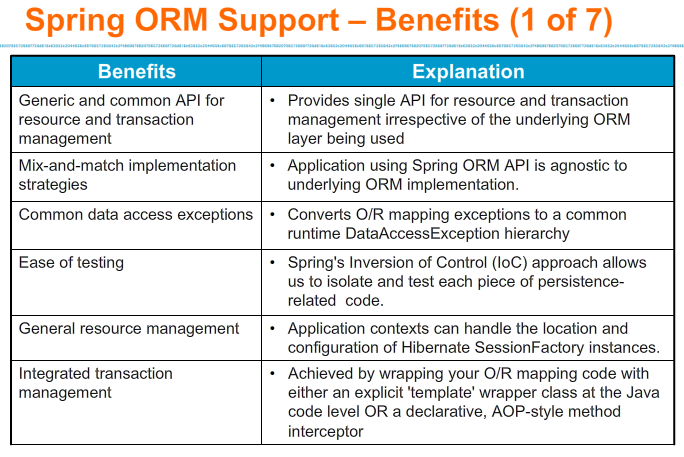 Spring ORM Support – Benefits (1 of 7)
Benefits
Explanation
Generic and common API for
resource and transaction
management
• Provides single API for resource and transaction
management irrespective of the underlying ORM
layer being used
Mix-and-match implementation
strategies
• Application using Spring ORM API is agnostic to
underlying ORM implementation.
Common data access exceptions
• Converts O/R mapping exceptions to a common
runtime DataAccessException hierarchy
Ease of testing
• Spring's Inversion of Control (IoC) approach allows
us to isolate and test each piece of persistence-
related code.
General resource management
• Application contexts can handle the location and
configuration of Hibernate SessionFactory instances.
Integrated transaction
management
• Achieved by wrapping your O/R mapping code with
either an explicit 'template' wrapper class at the Java
code level OR a declarative, AOP-style method
interceptor